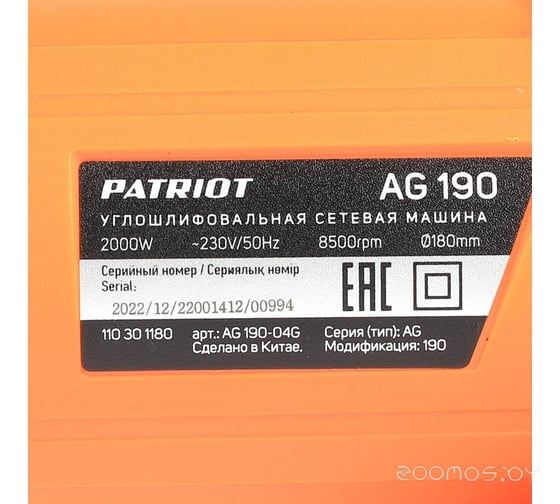 PATRIOT AG 190
УГЛОШЛИФОВАЛЬНАЯ СЕТЕВАЯ МАШИНА
2000W ~230V/50Hz 8500rpm Ø180mm
Серийный номер / Сериялық нөмір
Serial:
2022/12/22001412/00994
EAC
110 30 1180 арт.: AG 190-04G Серия (тип): AG
Сделано в Китае. Модификация: 190
ZOOMOS.BY